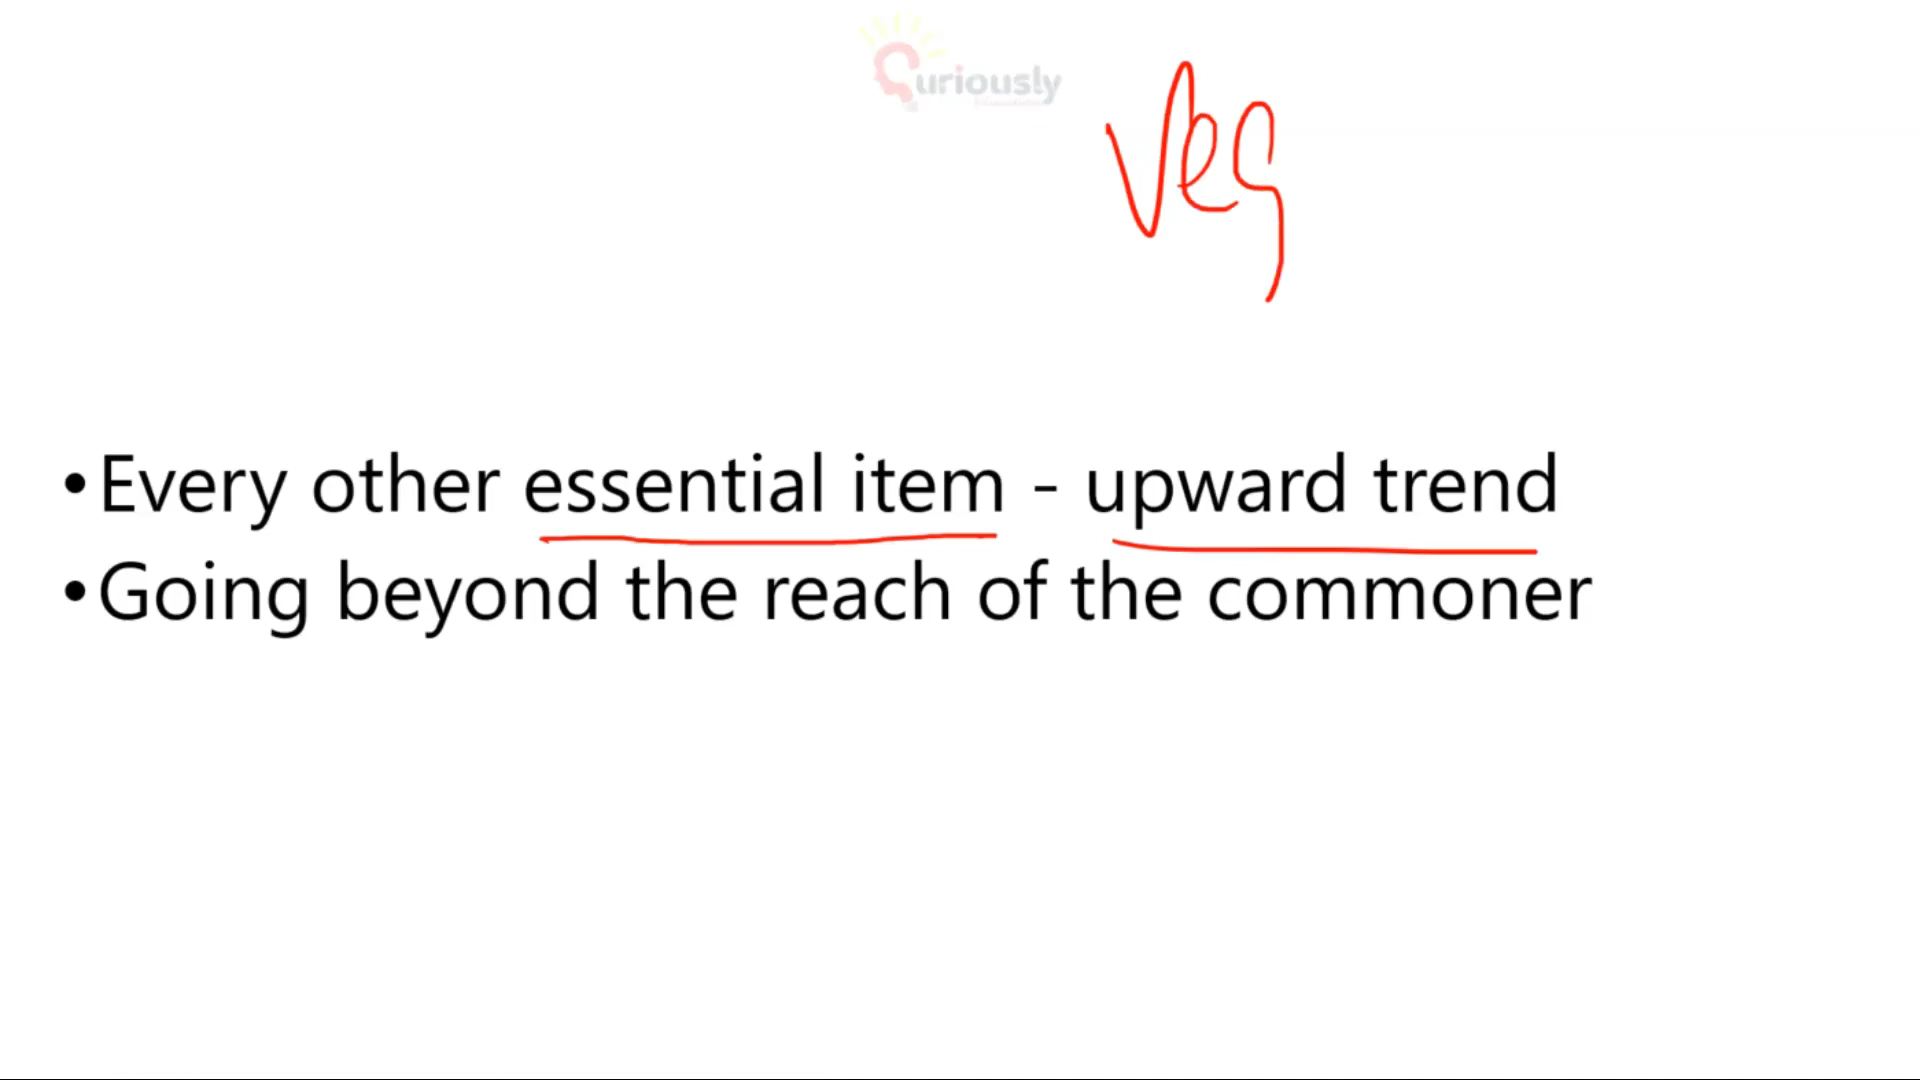 Curiously
Veg
•Every other essential item - upward trend
•Going beyond the reach of the commoner